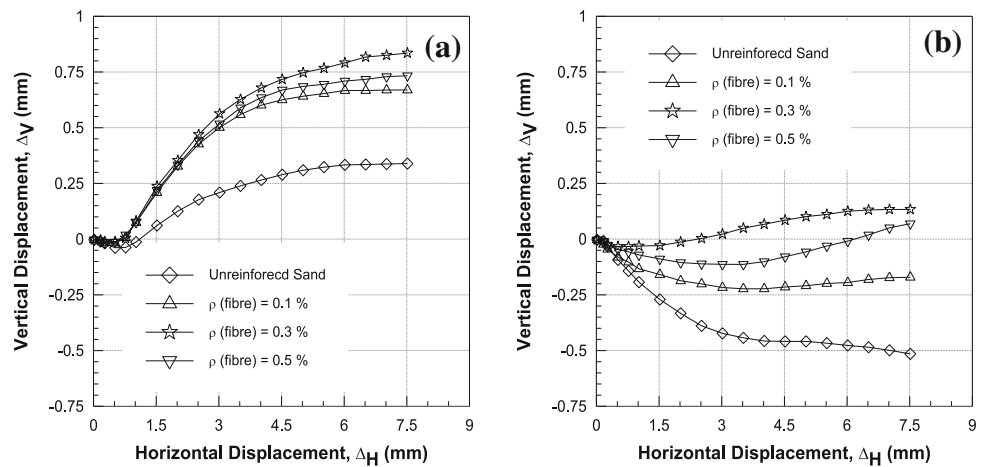 (a)
1
0.75
0.5
0.25
0
-0.25
-0.5
-0.75
Vertical Displacement, ΔV (mm)
Unreinforecd Sand
ρ (fibre) = 0.1 %
ρ (fibre) = 0.3 %
ρ (fibre) = 0.5 %
0 1.5 3 4.5 6 7.5 9
Horizontal Displacement, ΔH (mm)
(b)
1
0.75
0.5
0.25
0
-0.25
-0.5
-0.75
Vertical Displacement, ΔV (mm)
Unreinforecd Sand
ρ (fibre) = 0.1 %
ρ (fibre) = 0.3 %
ρ (fibre) = 0.5 %
0 1.5 3 4.5 6 7.5 9
Horizontal Displacement, ΔH (mm)